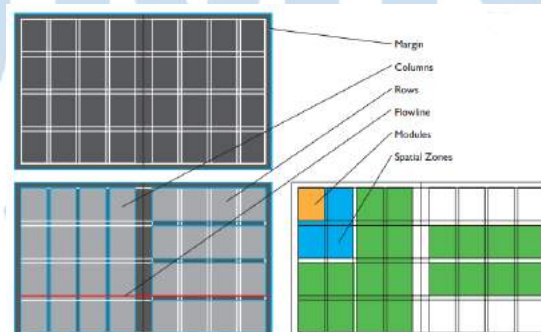 Margin
Columns
Rows
Flowline
Modules
Spatial Zones